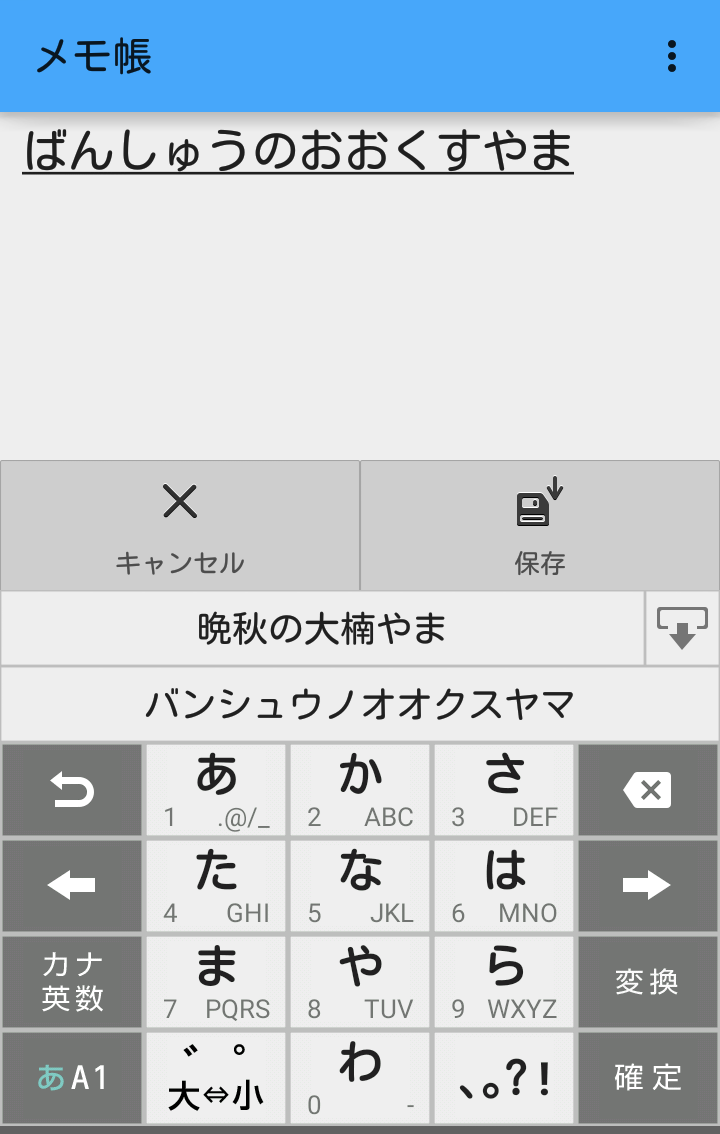 メモ帳
ばんしゅうのおおくすやま
キャンセル
保存
晩秋の大楠やま
バンシュウノオオクスヤマ
あ
1 .@/_
か
2 ABC
さ
3 DEF
た
4 GHI
な
5 JKL
は
6 MNO
カナ
英数
ま
7 PQRS
や
8 TUV
ら
9 WXYZ
変換
あA1
゛゜
大⇔小
わ
0 -
、。?!
確定